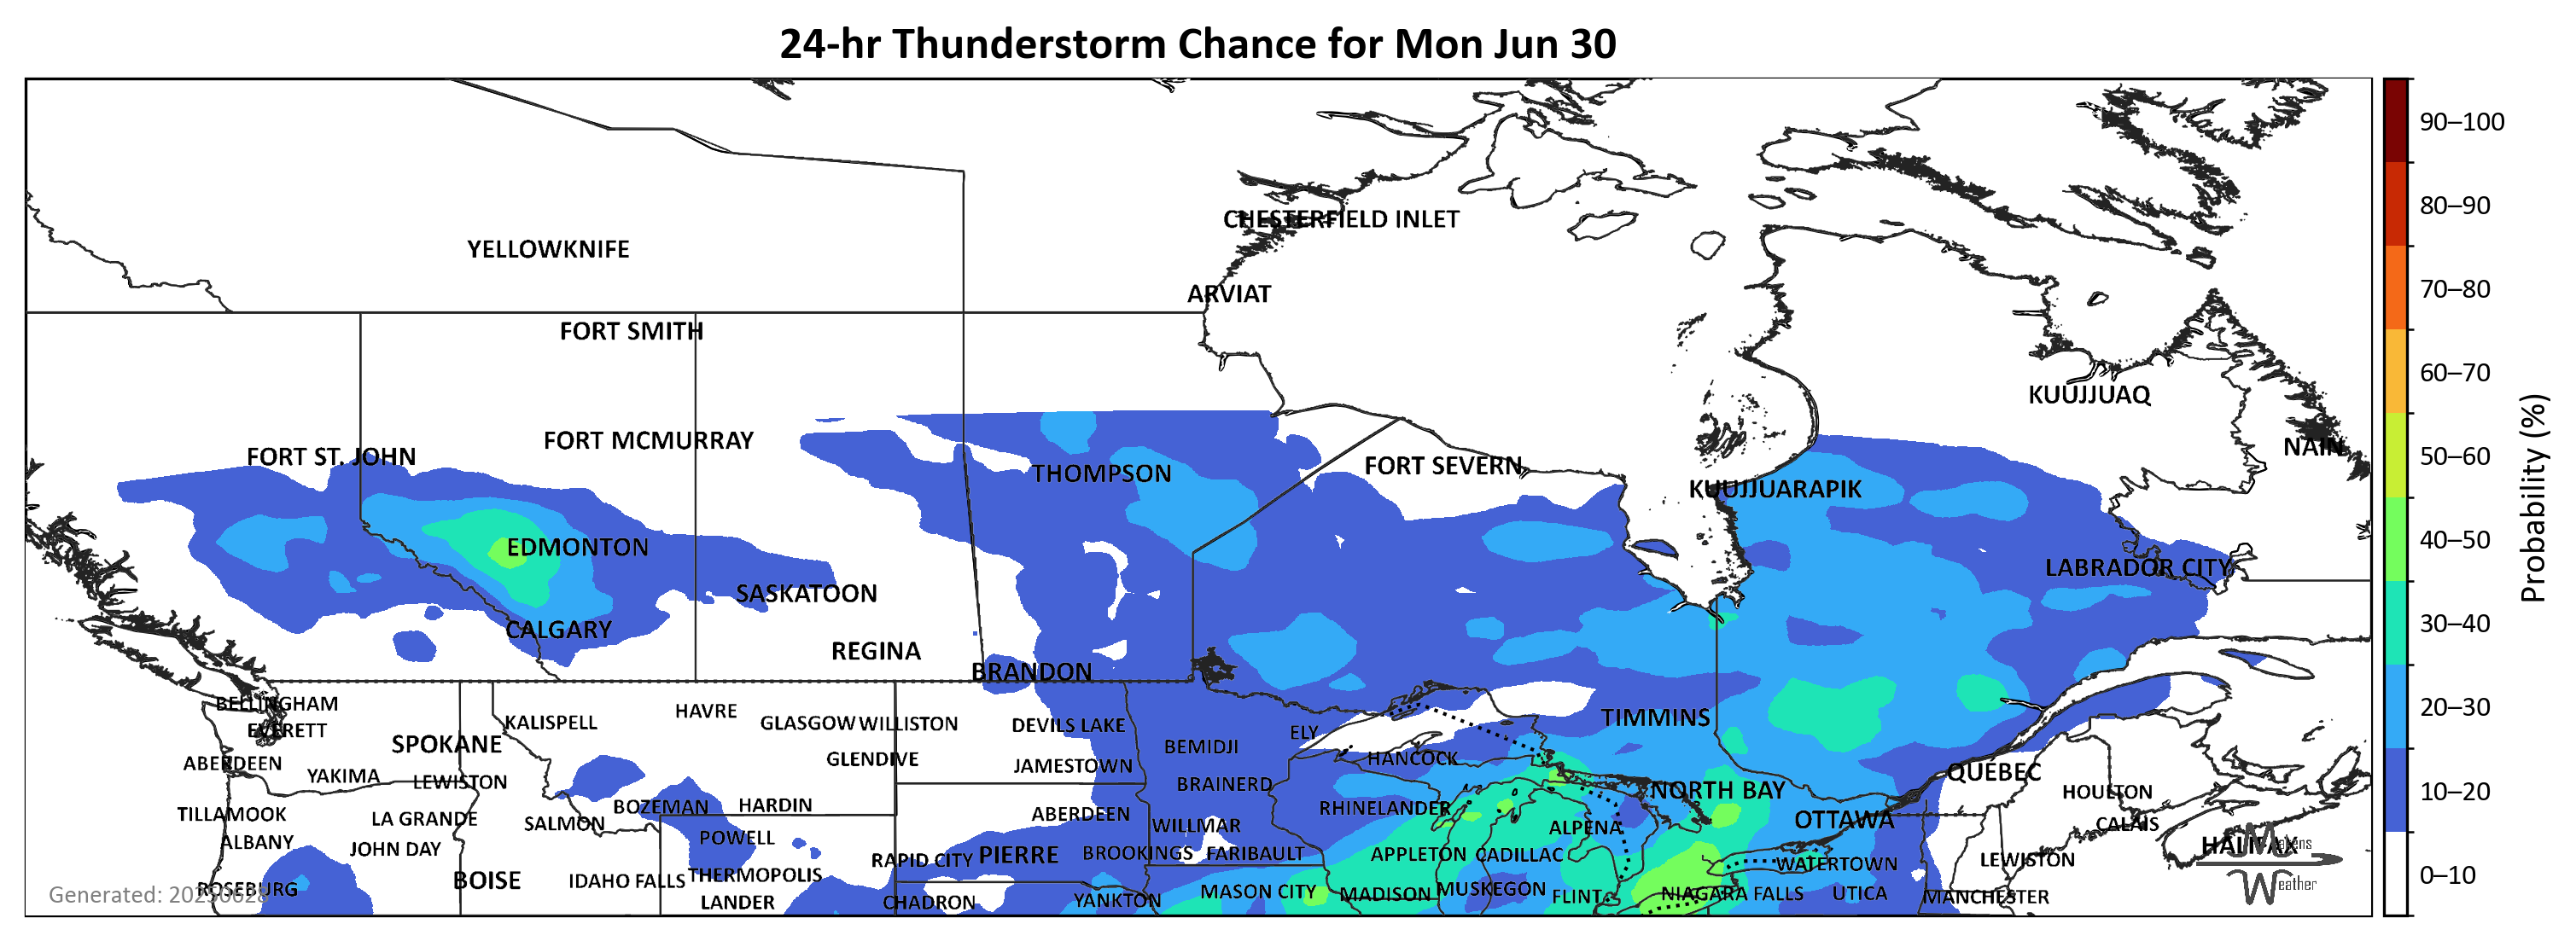 24-hr Thunderstorm Chance for Mon Jun 30
90–100
80–90
CHESTERFIELD INLET
YELLOWKNIFE
70–80
ARVIAT
FORT SMITH
60–70
KUUJJUAQ
FORT MCMURRAY
NAIN
50–60
FORT ST. JOHN
FORT SEVERN
THOMPSON
KUUJJUARAPIK
Probability (%)
40–50
EDMONTON
LABRADOR CITY
SASKATOON
30–40
CALGARY
REGINA
BRANDON
BELLINGHAM
20–30
HAVRE
TIMMINS
KALISPELL
GLASGOW WILLISTON
DEVILS LAKE
EVERETT
ELY
SPOKANE
BEMIDJI
GLENDIVE
HANCOCK
ABERDEEN
JAMESTOWN
QUÉBEC
YAKIMA
LEWISTON
BRAINERD
NORTH BAY
10–20
HOULTON
BOZEMAN
HARDIN
RHINELANDER
TILLAMOOK
LA GRANDE
ABERDEEN
OTTAWA
SALMON
WILLMAR
CALAIS
ALPENA
POWELL
ALBANY
HALIFAX
Makens
JOHN DAY
RAPID CITY
PIERRE
BROOKINGS
FARIBAULT
APPLETON
CADILLAC
WATERTOWN
LEWISTON
0–10
BOISE
IDAHO FALLS
THERMOPOLIS
Weather
ROSEBURG
MASON CITY
MADISON
MUSKEGON
FLINT
NIAGARA FALLS
UTICA
MANCHESTER
Generated: 20250628
LANDER
CHADRON
YANKTON